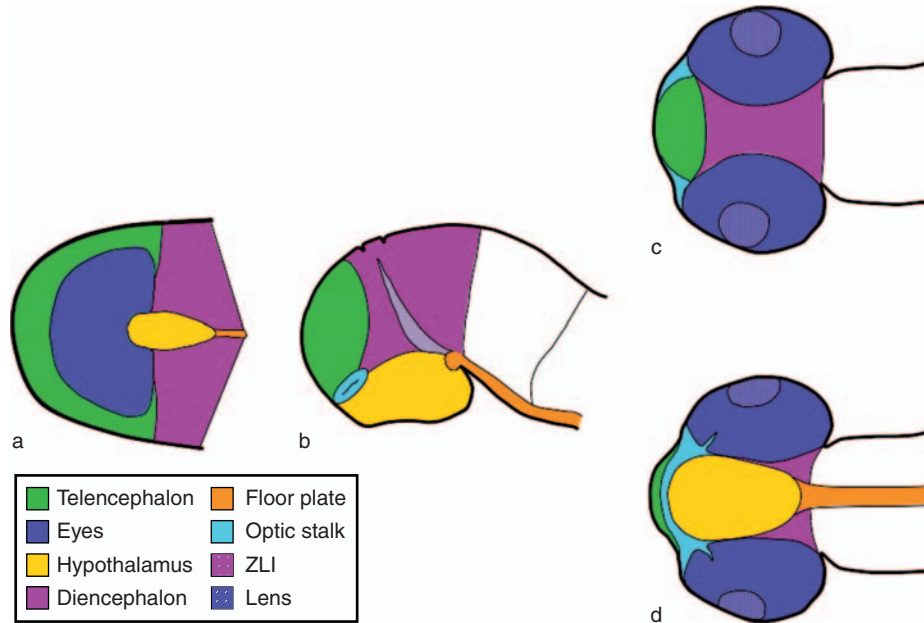 c
a
b
Telencephalon
Floor plate
Eyes
Optic stalk
Hypothalamus
ZLI
Diencephalon
Lens
d